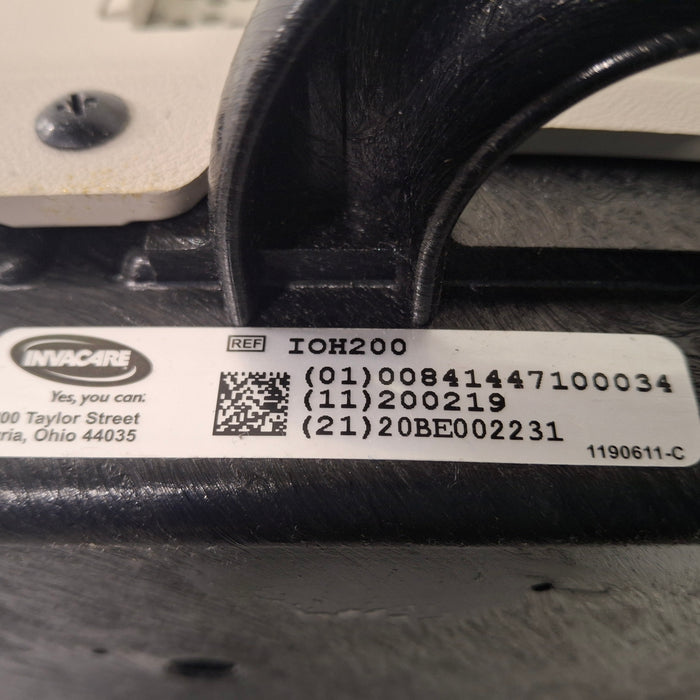 INVACARE
Yes, you can.
00 Taylor Street
ria, Ohio 44035
REF IOH200
(01)00841447100034
(11)200219
(21)20BE002231
1190611-C